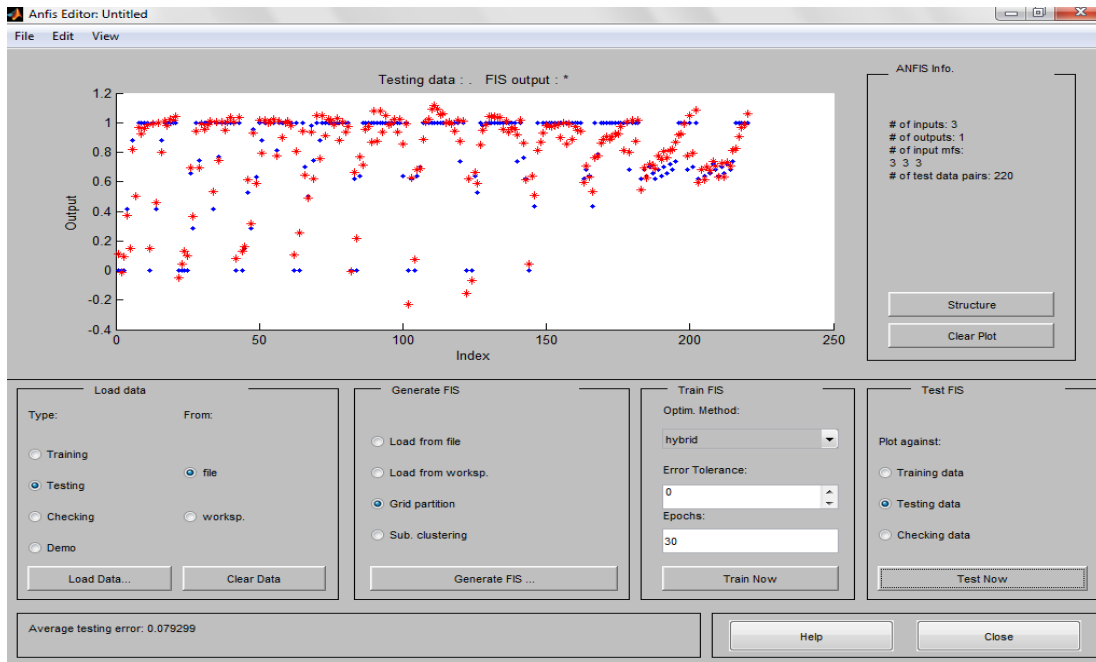 Anfis Editor: Untitled
File Edit View
Testing data : . FIS output : *
1.2
1
0.8
0.6
0.4
0.2
0
-0.2
-0.4
Output
0 50 100 150 200 250
Index
ANFIS Info.
# of inputs: 3
# of outputs: 1
# of input mfs:
3 3 3
# of test data pairs: 220
Structure
Clear Plot
Load data
Type: From:
Training
file
Testing
Checking
worksp.
Demo
Load Data... Clear Data
Generate FIS
Load from file
Load from worksp.
Grid partition
Sub. clustering
Generate FIS ...
Train FIS
Optim. Method:
hybrid
Error Tolerance:
0
Epochs:
30
Train Now
Test FIS
Plot against:
Training data
Testing data
Checking data
Test Now
Average testing error: 0.079299
Help Close